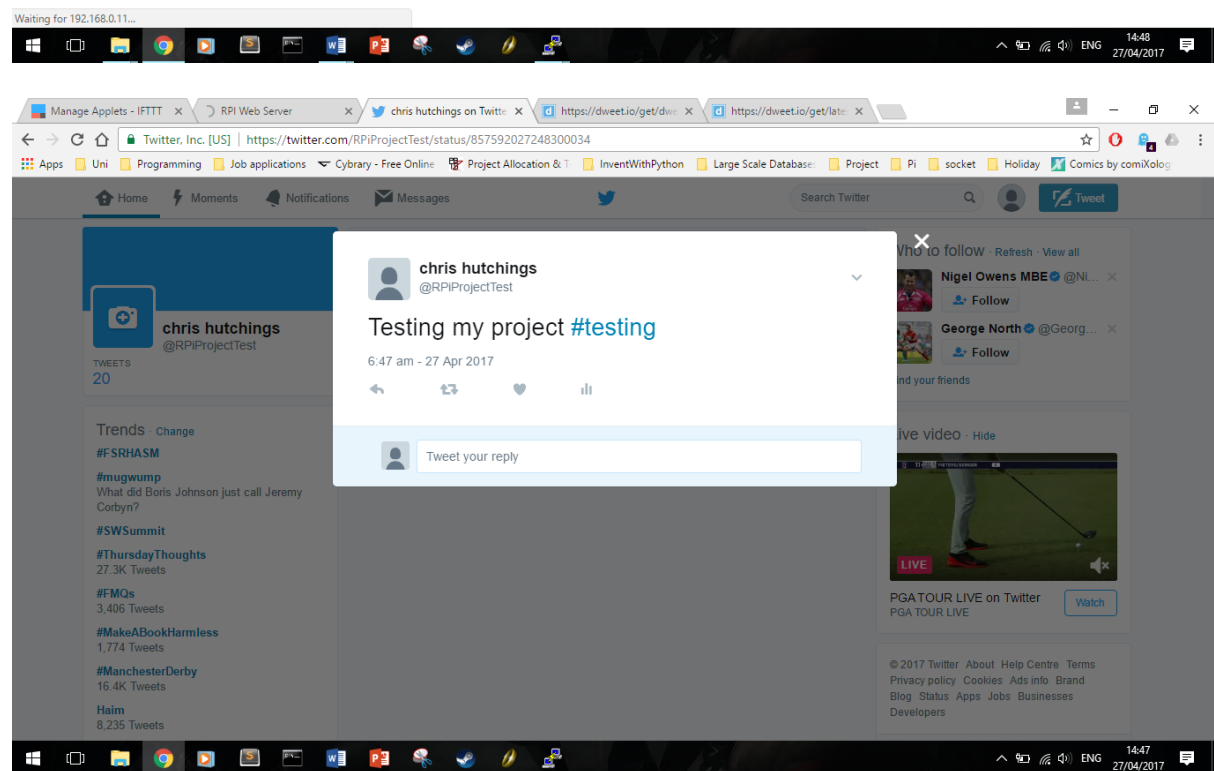 Waiting for 192.168.0.11...
ENG
14:48
27/04/2017
Manage Applets - IFTTT
RPI Web Server
chris hutchings on Twitte
https://dweet.io/get/dwe
https://dweet.io/get/late
Twitter, Inc. [US] | https://twitter.com/RPiProjectTest/status/857592027248300034
Apps Uni Programming Job applications Cybrary - Free Online Project Allocation & InventWithPython Large Scale Database Project Pi socket Holiday Comics by comiXolog
Home Moments Notifications Messages Search Twitter Tweet
chris hutchings
@RPiProjectTest
Testing my project #testing
6:47 am - 27 Apr 2017
Tweet your reply
chris hutchings
@RPiProjectTest
TWEETS
20
Trends · Change
#FSRHASM
#mugwump
What did Boris Johnson just call Jeremy
Corbyn?
#SWSummit
#ThursdayThoughts
27.3K Tweets
#FMQs
3,406 Tweets
#MakeABookHarmless
1,774 Tweets
#ManchesterDerby
16.4K Tweets
Haim
8,235 Tweets
to follow · Refresh · View all
Nigel Owens MBE @Ni...
Follow
George North @Georg...
Follow
ind your friends
ive video · Hide
LIVE
PGA TOUR LIVE on Twitter
PGA TOUR LIVE
Watch
© 2017 Twitter About Help Centre Terms
Privacy policy Cookies Ads info Brand
Blog Status Apps Jobs Businesses
Developers
ENG
14:47
27/04/2017